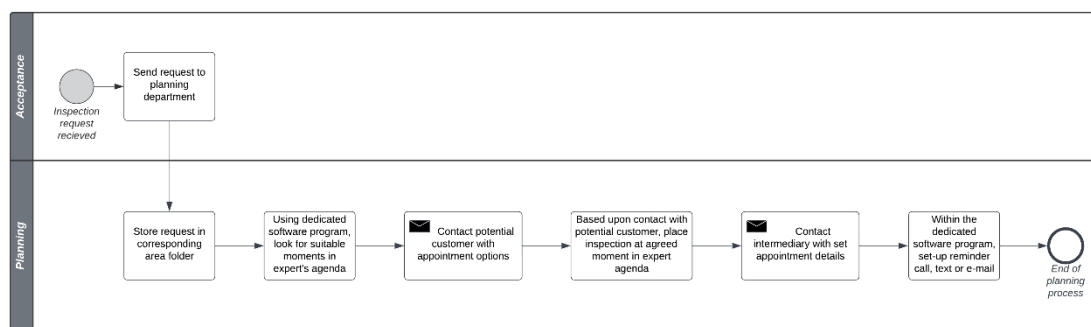 Acceptance
Send request to
planning
department
Inspection
request
recieved
Planning
Store request in
corresponding
area folder
Using dedicated
software program,
look for suitable
moments in
expert's agenda
Contact potential
customer with
appointment options
Based upon contact with
potential customer, place
inspection at agreed
moment in expert
agenda
Contact
intermediary with set
appointment details
Within the
dedicated
software program,
set-up reminder
call, text or e-mail
End of
planning
process